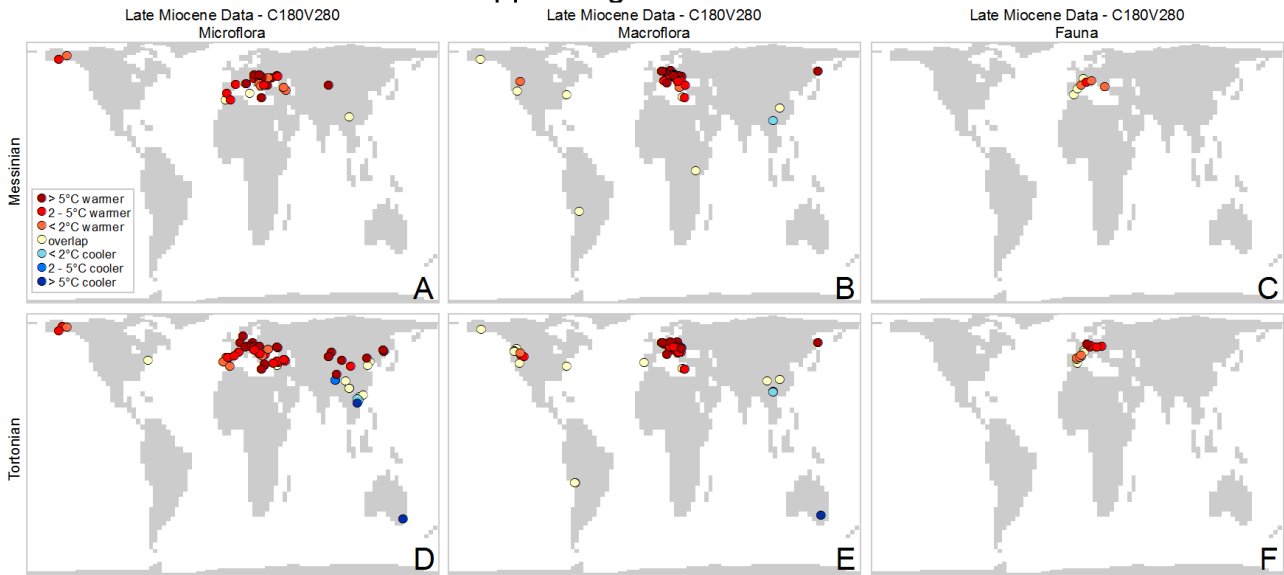 Late Miocene Data - C180V280
Microflora
Late Miocene Data - C180V280
Macroflora
Late Miocene Data - C180V280
Fauna
Messinian
> 5°C warmer
2 - 5°C warmer
< 2°C warmer
overlap
< 2°C cooler
2 - 5°C cooler
> 5°C cooler
A
B
C
Tortonian
D
E
F